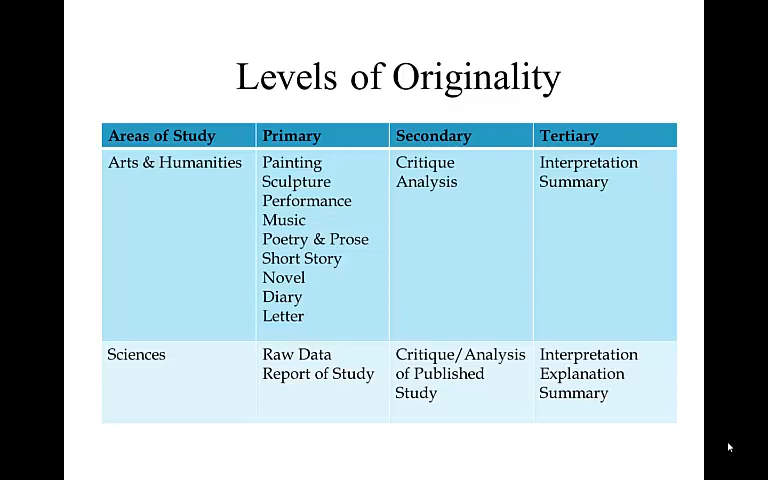 Levels of Originality
Areas of Study Primary Secondary Tertiary
Arts & Humanities Painting Critique Interpretation
Sculpture Analysis Summary
Performance
Music
Poetry & Prose
Short Story
Novel
Diary
Letter
Sciences Raw Data Critique/Analysis Interpretation
Report of Study of Published Explanation
Study Summary